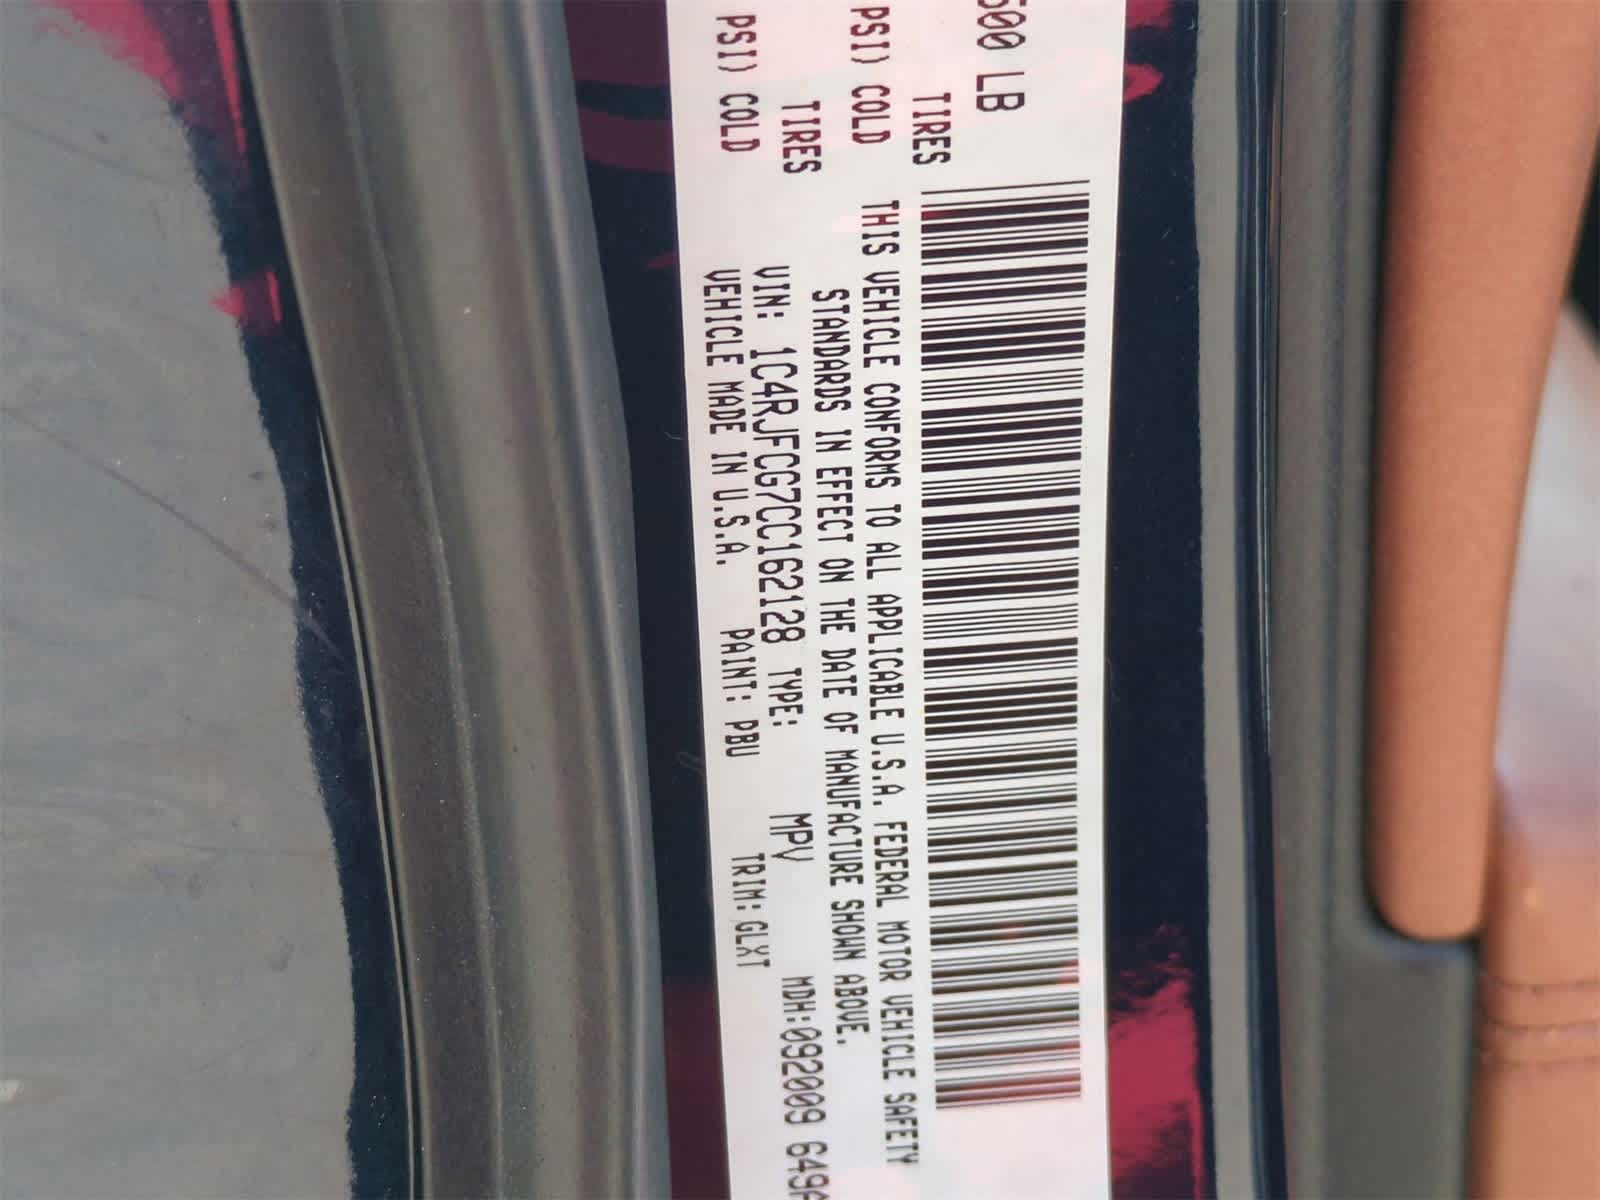 500 LB
TIRES
PSI) COLD
TIRES
PSI) COLD
THIS VEHICLE CONFORMS TO ALL APPLICABLE U.S.A. FEDERAL MOTOR VEHICLE SAFETY
STANDARDS IN EFFECT ON THE DATE OF MANUFACTURE SHOWN ABOVE.
VIN: 1C4RJFCG7CC162128 TYPE: MPV MDH:092009 649
VEHICLE MADE IN U.S.A. PAINT: PBU TRIM:GLXT